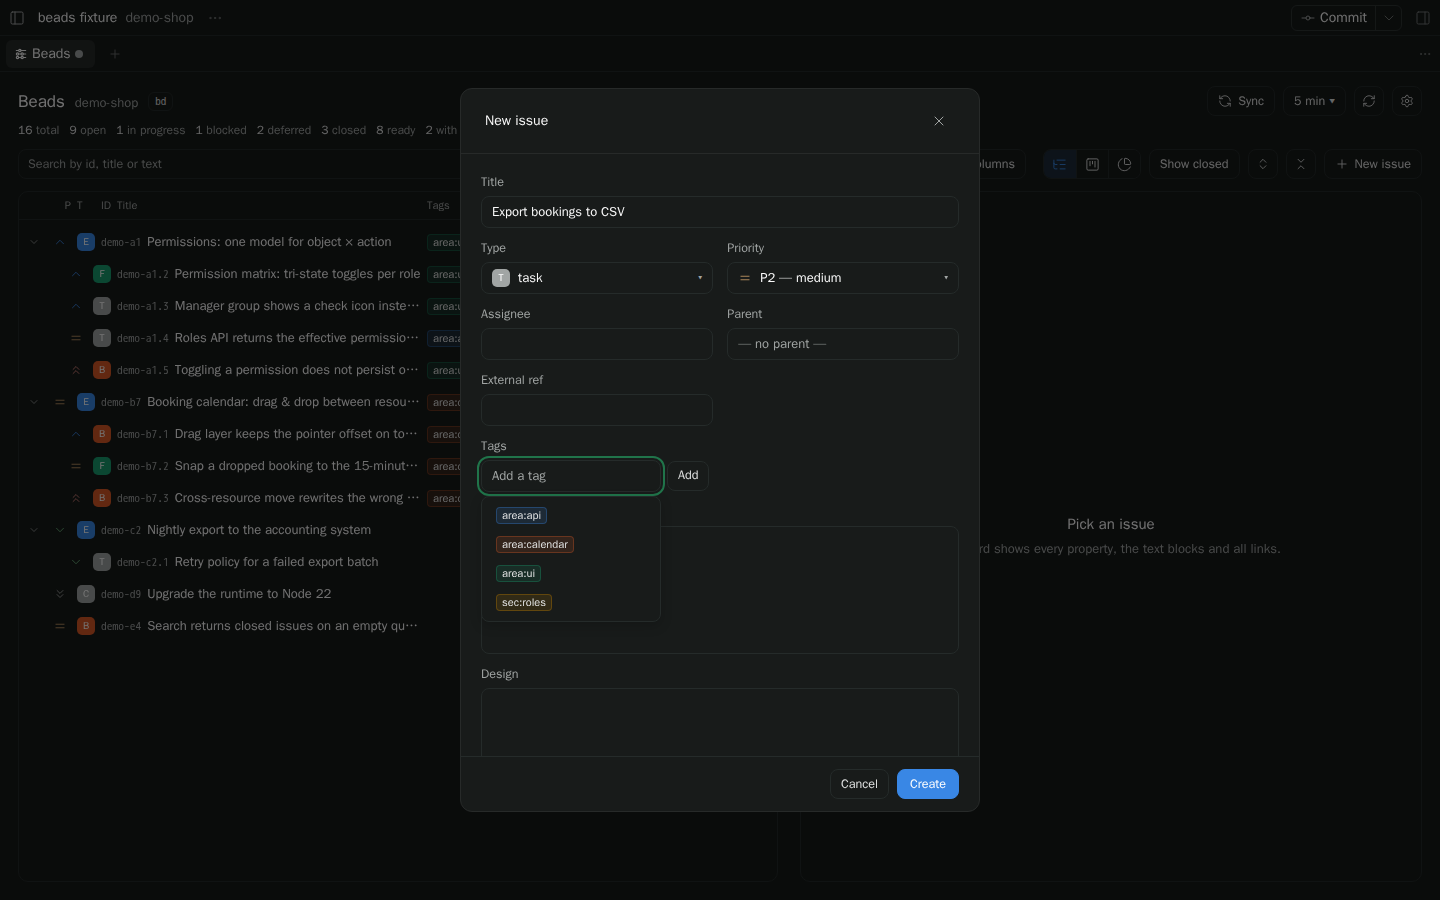 beads fixture demo-shop ···
Commit
Beads
Beads demo-shop bd
Sync 5 min
16 total 9 open 1 in progress 1 blocked 2 deferred 3 closed 8 ready 2 with
Search by id, title or text
Show closed
New issue
P T ID Title Tags
E demo-a1 Permissions: one model for object × action
F demo-a1.2 Permission matrix: tri-state toggles per role
T demo-a1.3 Manager group shows a check icon inste···
T demo-a1.4 Roles API returns the effective permissio···
B demo-a1.5 Toggling a permission does not persist o···
E demo-b7 Booking calendar: drag & drop between resou···
B demo-b7.1 Drag layer keeps the pointer offset on to···
F demo-b7.2 Snap a dropped booking to the 15-minut···
B demo-b7.3 Cross-resource move rewrites the wrong ···
E demo-c2 Nightly export to the accounting system
T demo-c2.1 Retry policy for a failed export batch
C demo-d9 Upgrade the runtime to Node 22
B demo-e4 Search returns closed issues on an empty qu···
New issue
Title
Export bookings to CSV
Type Priority
T task P2 — medium
Assignee Parent
— no parent —
External ref
Tags
Add a tag Add
area:api
area:calendar
area:ui
sec:roles
Design
Cancel Create
Pick an issue
shows every property, the text blocks and all links.